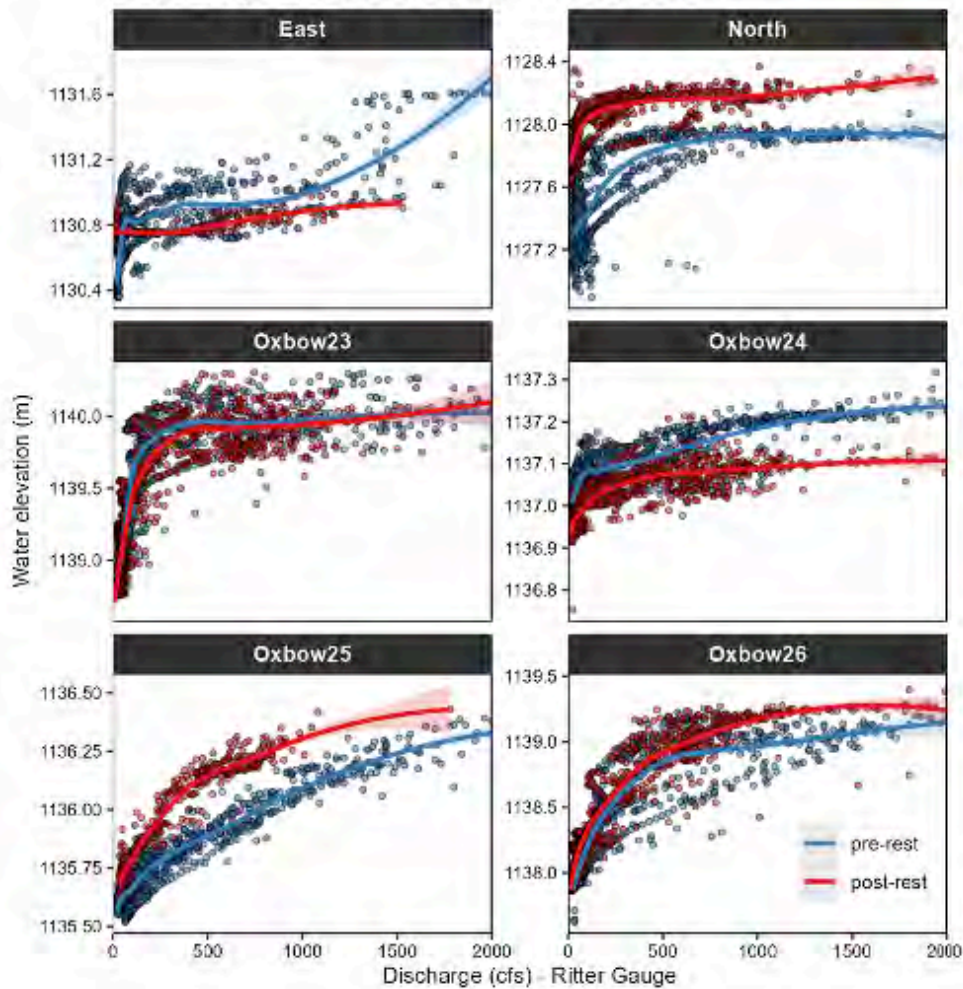 East
North
1131.6
1131.2
1130.8
1130.4
1128.4
1128.0
1127.6
1127.2
Oxbow23
Oxbow24
1140.0
1139.5
1139.0
1137.3
1137.2
1137.1
1137.0
1136.9
1136.8
Water elevation (m)
Oxbow25
Oxbow26
1136.50
1136.25
1136.00
1135.75
1135.50
1139.5
1139.0
1138.5
1138.0
pre-rest
post-rest
0 500 1000 1500 2000
0 500 1000 1500 2000
Discharge (cfs) - Ritter Gauge